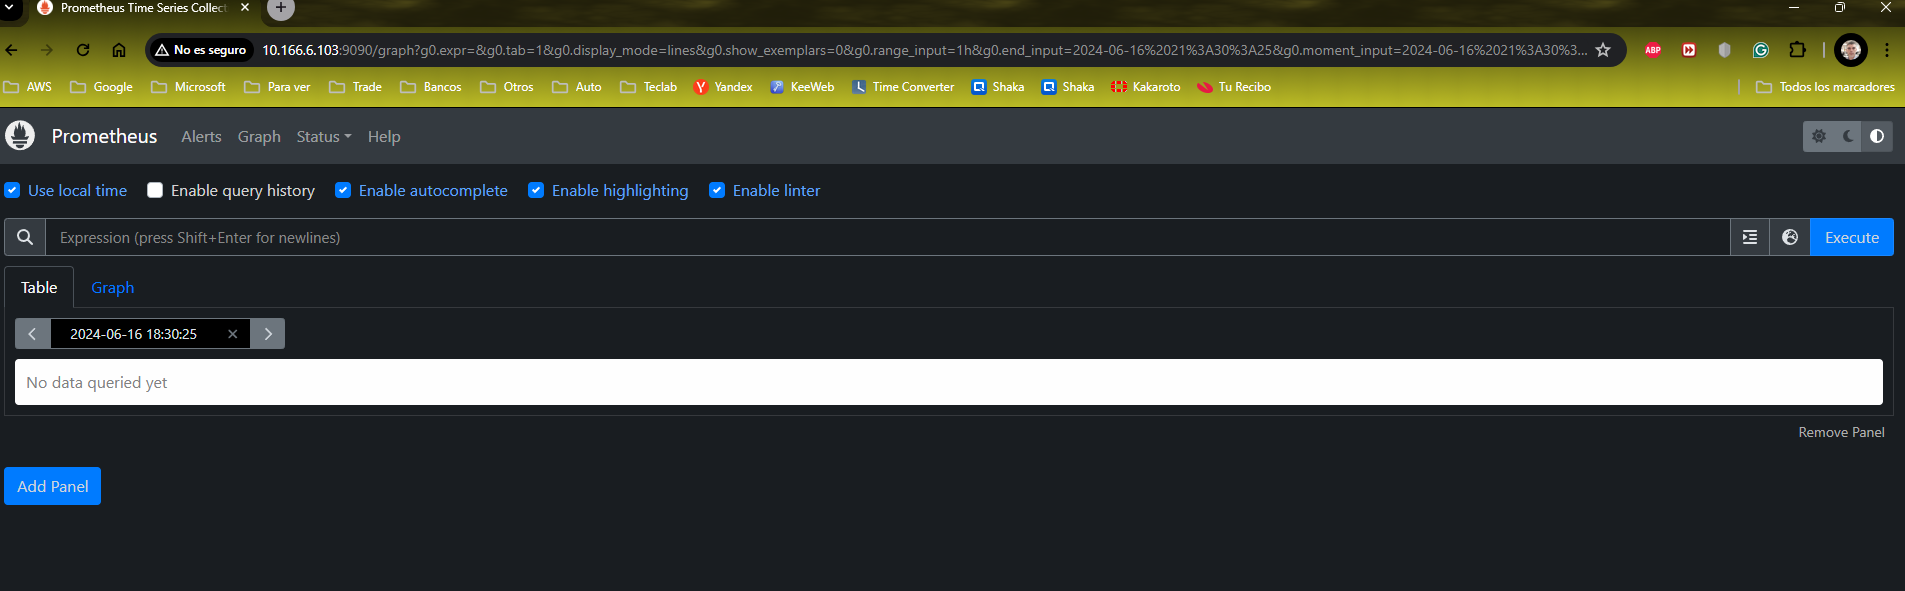 Prometheus Time Series Collec
No es seguro 10.166.6.103:9090/graph?g0.expr=&g0.tab=1&g0.display_mode=lines&g0.show_exemplars=0&g0.range_input=1h&g0.end_input=2024-06-16%2021%3A30%3A25&g0.moment_input=2024-06-16%2021%3A30%3... ABP
AWS Google Microsoft Para ver Trade Bancos Otros Auto Teclab Yandex KeeWeb Time Converter Shaka Shaka Kakaroto Tu Recibo Todos los marcadores
Prometheus Alerts Graph Status Help
Use local time Enable query history Enable autocomplete Enable highlighting Enable linter
Expression (press Shift+Enter for newlines) Execute
Table Graph
2024-06-16 18:30:25
No data queried yet
Remove Panel
Add Panel